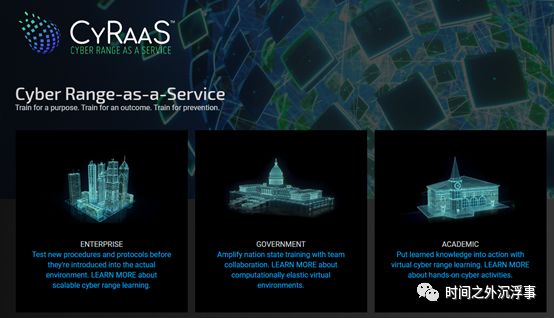 CYRAAS™
CYBER RANGE AS A SERVICE
Cyber Range-as-a-Service
Train for a purpose. Train for an outcome. Train for prevention.
ENTERPRISE
Test new procedures and protocols before
they're introduced into the actual
environment. LEARN MORE about
scalable cyber range learning.
GOVERNMENT
Amplify nation state training with team
collaboration. LEARN MORE about
computationally elastic virtual
environments.
ACADEMIC
Put learned knowledge into action with
virtual cyber range learning. LEARN MORE
about hands-on cyber activities.
时间之外沉浮事